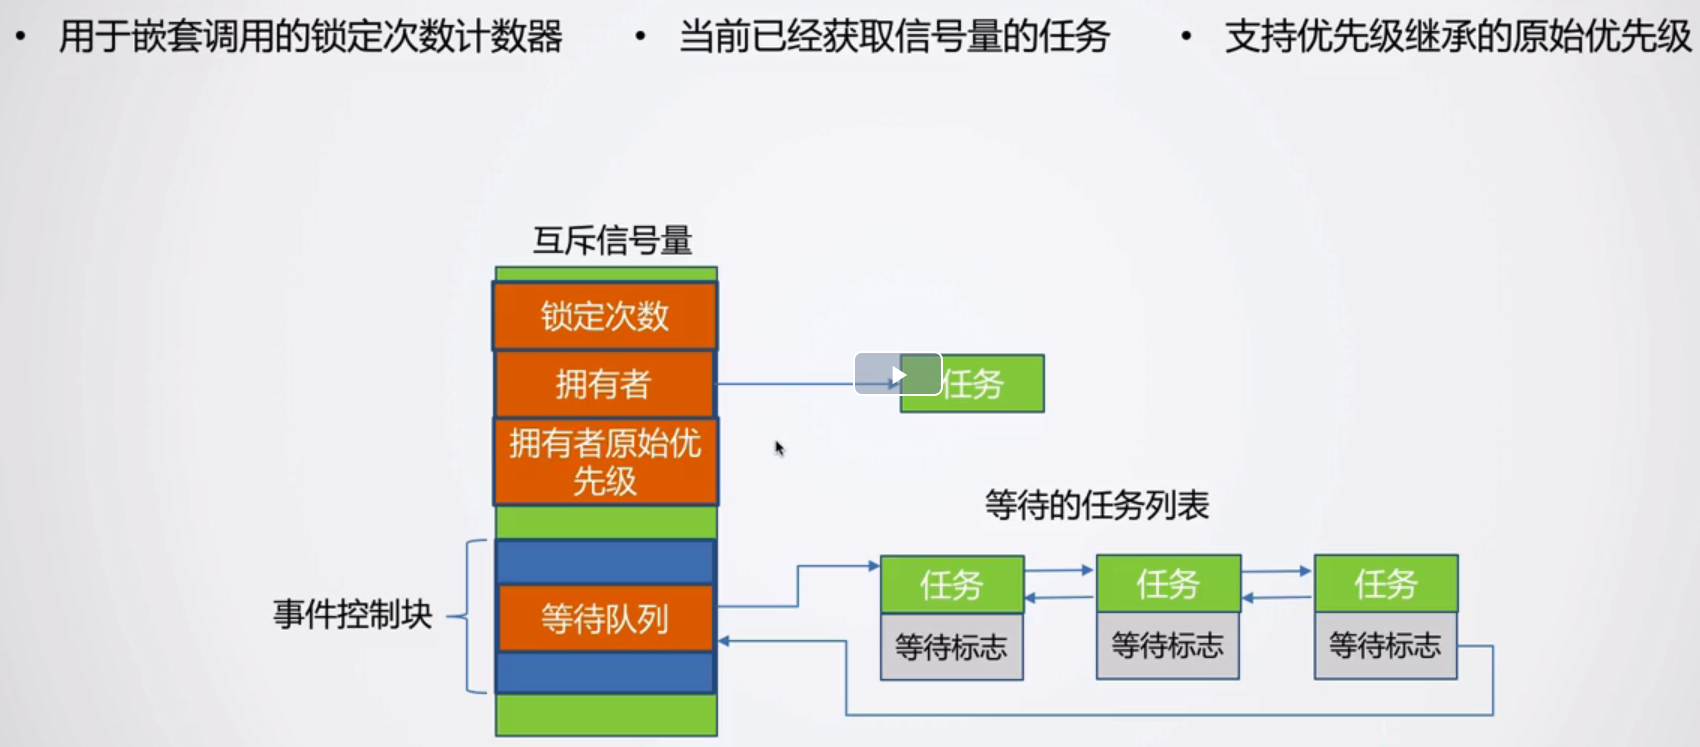 • 用于嵌套调用的锁定次数计数器
• 当前已经获取信号量的任务
• 支持优先级继承的原始优先级
互斥信号量
锁定次数
拥有者
任务
拥有者原始优
先级
等待的任务列表
事件控制块
等待队列
任务
任务
任务
等待标志
等待标志
等待标志